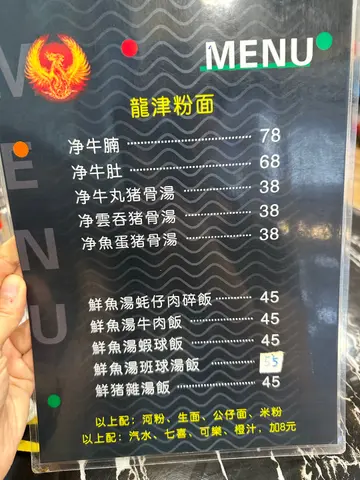 MENU
MENU
龍津粉面
净牛腩 78
净牛肚 68
净牛丸猪骨湯 38
净雲吞猪骨湯 38
净魚蛋猪骨湯 38
鮮魚湯蚝仔肉碎飯 45
鮮魚湯牛肉飯 45
鮮魚湯蝦球飯 45
鮮魚湯班球湯飯
鮮猪雜湯飯 45
以上配：河粉、生面、公仔面、米粉
以上配：汽水、七喜、可樂、橙汁，加8元